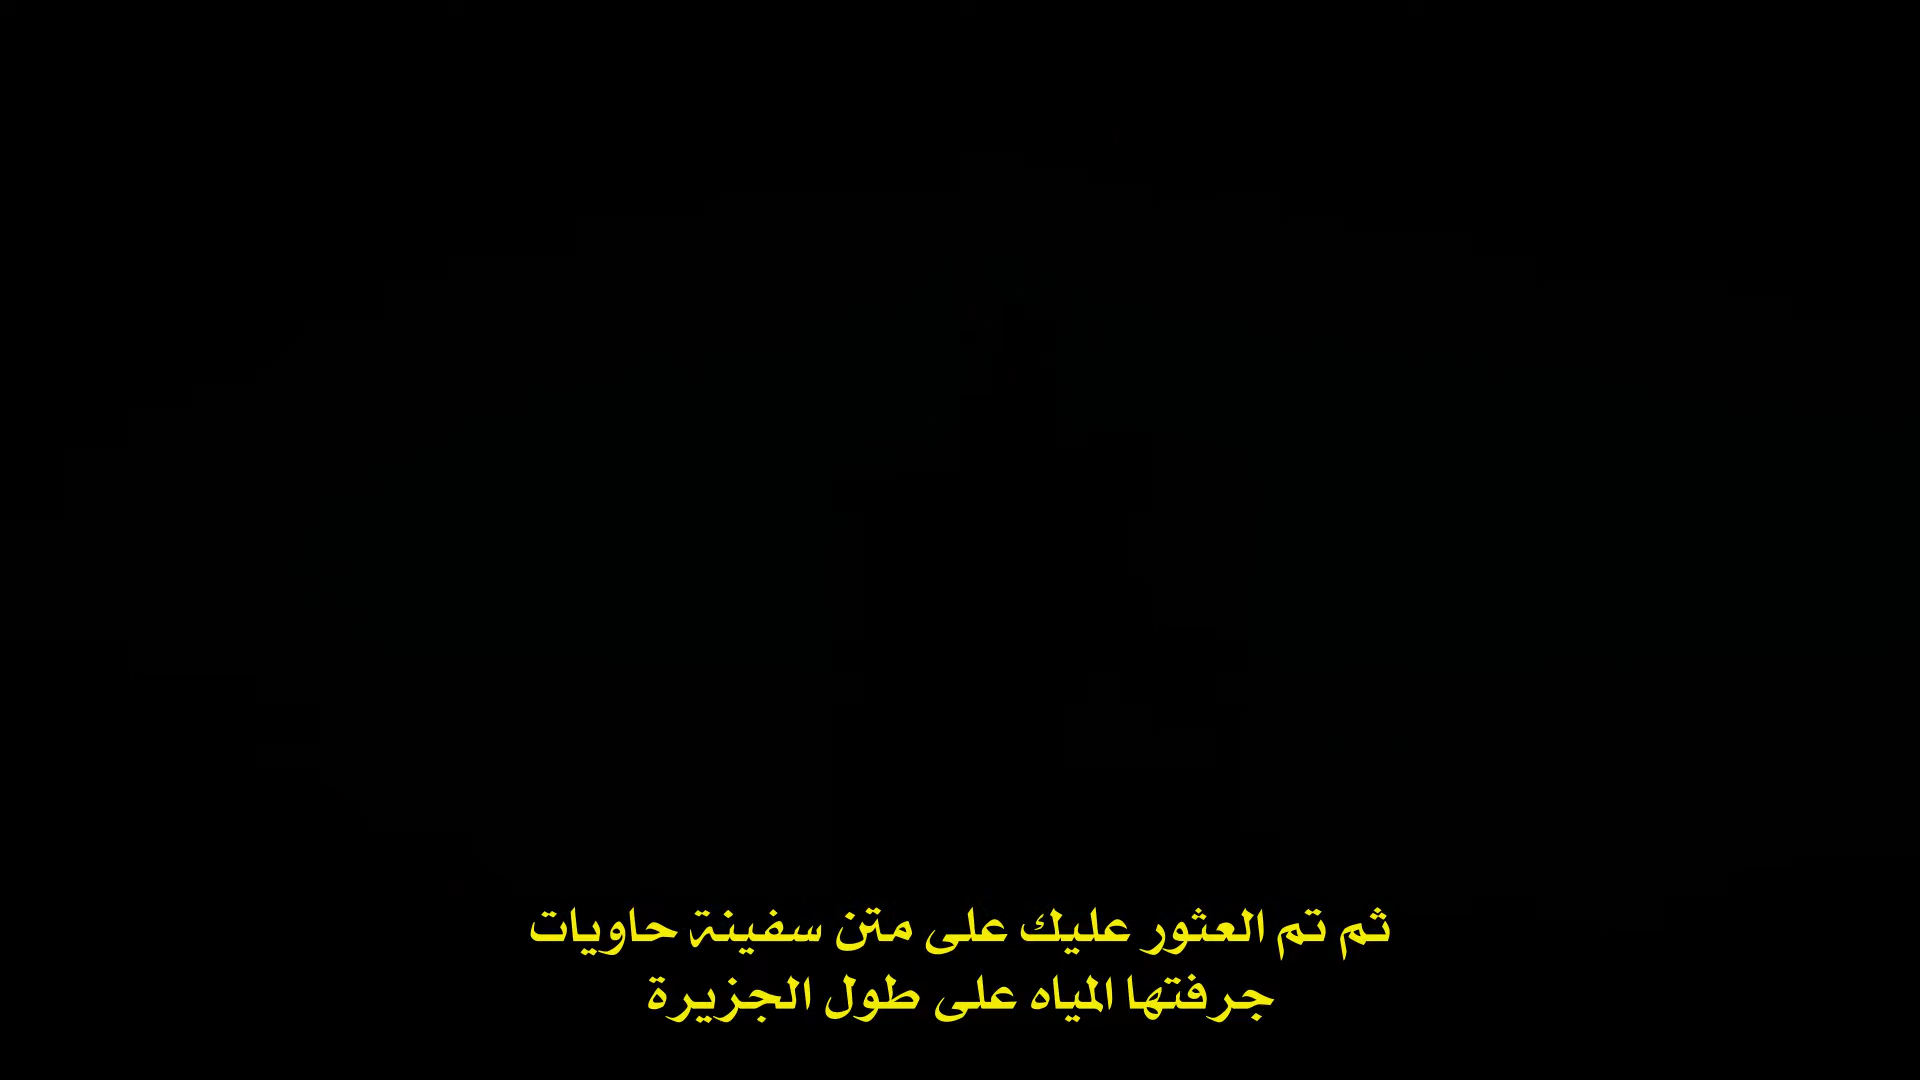 ثم تم العثور عليك على متن سفينة حاويات
جرفتها المياه على طول الجزيرة